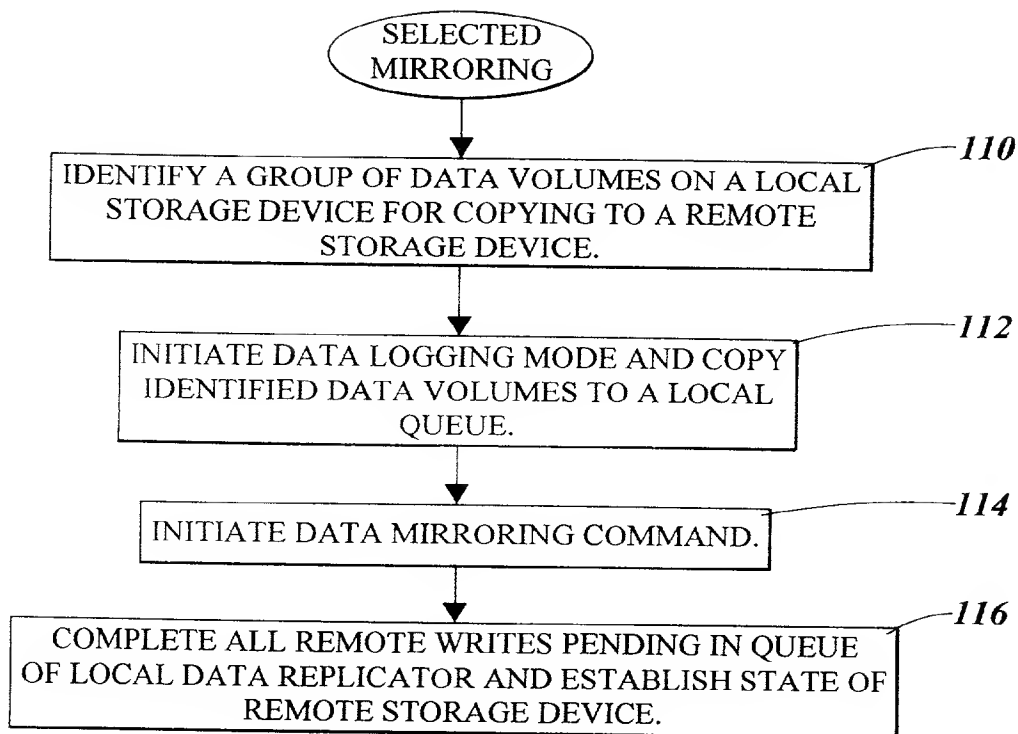 SELECTED
MIRRORING
110
IDENTIFY A GROUP OF DATA VOLUMES ON A LOCAL
STORAGE DEVICE FOR COPYING TO A REMOTE
STORAGE DEVICE.
112
INITIATE DATA LOGGING MODE AND COPY
IDENTIFIED DATA VOLUMES TO A LOCAL
QUEUE.
114
INITIATE DATA MIRRORING COMMAND.
116
COMPLETE ALL REMOTE WRITES PENDING IN QUEUE
OF LOCAL DATA REPLICATOR AND ESTABLISH STATE OF
REMOTE STORAGE DEVICE.